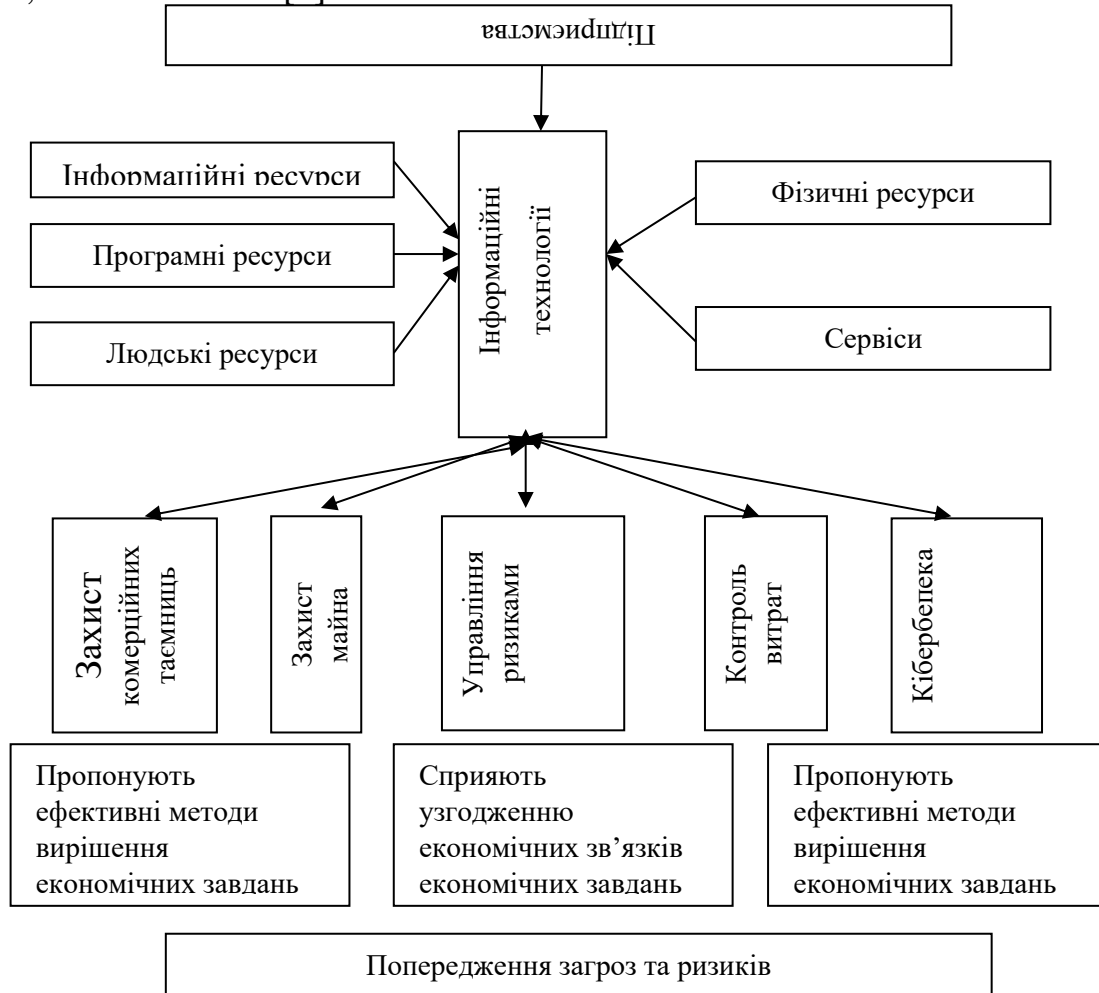 Підприємства
Інформаційні ресурси
Програмні ресурси
Людські ресурси
Інформаційні
технології
Фізичні ресурси
Сервіси
Захист
комерційних
таємниць
Захист
майна
Управління
ризиками
Контроль
витрат
Кібербепека
Пропонують
ефективні методи
вирішення
економічних завдань
Сприяють
узгодженню
економічних зв’язків
економічних завдань
Пропонують
ефективні методи
вирішення
економічних завдань
Попередження загроз та ризиків